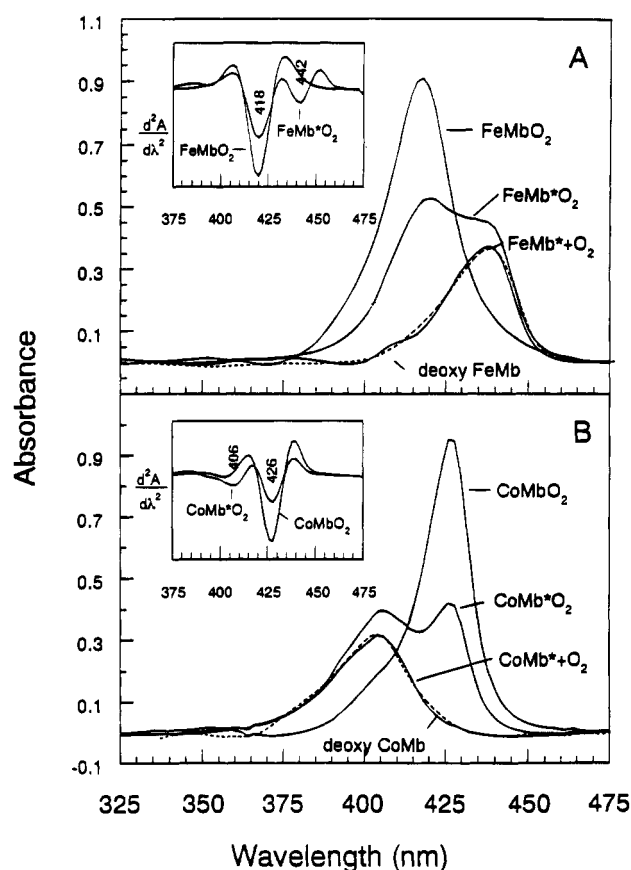 1.1
0.9
0.7
0.5
0.3
0.1
A
d²A
dλ²
418
442
FeMbO₂
FeMb*O₂
375 400 425 450 475
FeMbO₂
FeMb*O₂
FeMb*+O₂
deoxy FeMb
Absorbance
0.9
0.7
0.5
0.3
0.1
-0.1
B
d²A
dλ²
406
426
CoMb*O₂
CoMbO₂
375 400 425 450 475
CoMbO₂
CoMb*O₂
CoMb*+O₂
deoxy CoMb
325 350 375 400 425 450 475
Wavelength (nm)